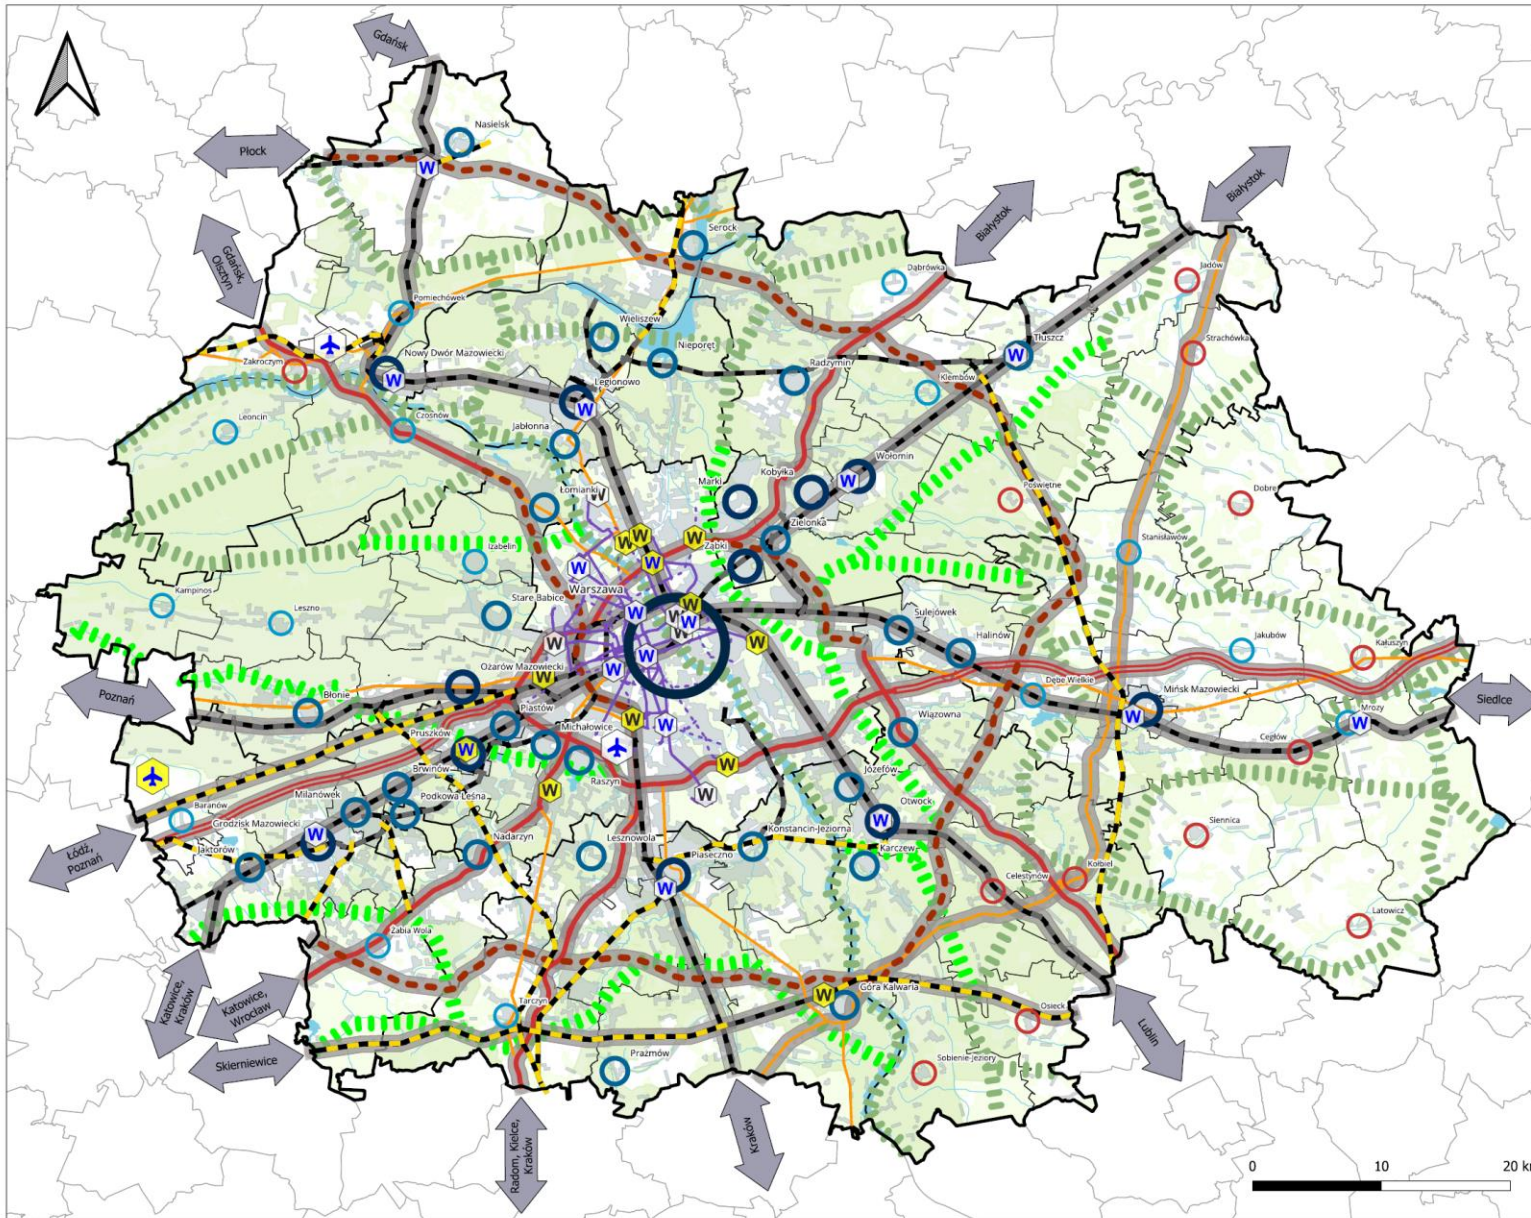 Gdańsk
Nasielsk
Płock
W
Białystok
Białystok
Serock
Gdańsk,
Olsztyn
Dąbrówka
Jadów
Pomiechówek
Wieliszew
Tłuszcz
Strachówka
Nieporęt
Zakroczym
Nowy Dwór Mazowiecki
Radzymin
W
Klembów
W
Legionowo
W
Leoncin
Czosnów
Jabłonna
Wołomin
Kobyłka
Marki
W
Łomianki
W
Poświętne
Dobre
Zielonka
W
W
W
Ząbki
Stanisławów
W
Izabelin
W
Warszawa
Kampinos
Stare Babice
W
W
Leszno
W
W
W
Sulejówek
W
W
W
Halinów
Jakubów
Kałuszyn
W
Ożarów Mazowiecki
W
W
Dębe Wielkie
Mińsk Mazowiecki
Poznań
Błonie
Siedlce
Mrozy
W
W
Piastów
W
W
Michałowice
Wiązowna
Pruszków
Cegłów
W
W
Raszyn
Józefów
Brwinów
Milanówek
Podkowa Leśna
W
W
Otwock
Baranów
Grodzisk Mazowiecki
W
Nadarzyn
Lesznowola
Konstancin-Jeziorna
W
Siennica
Jaktorów
Karczew
Łódź,
Poznań
Piaseczno
Kołbiel
Celestynów
W
Latowicz
Żabia Wola
Góra Kalwaria
W
Katowice,
Kraków
Katowice,
Wrocław
Tarczyn
Osieck
Lublin
Skierniewice
Prażmów
Sobienie-Jeziory
Radom, Kielce,
Kraków
Kraków
0 10 20 km